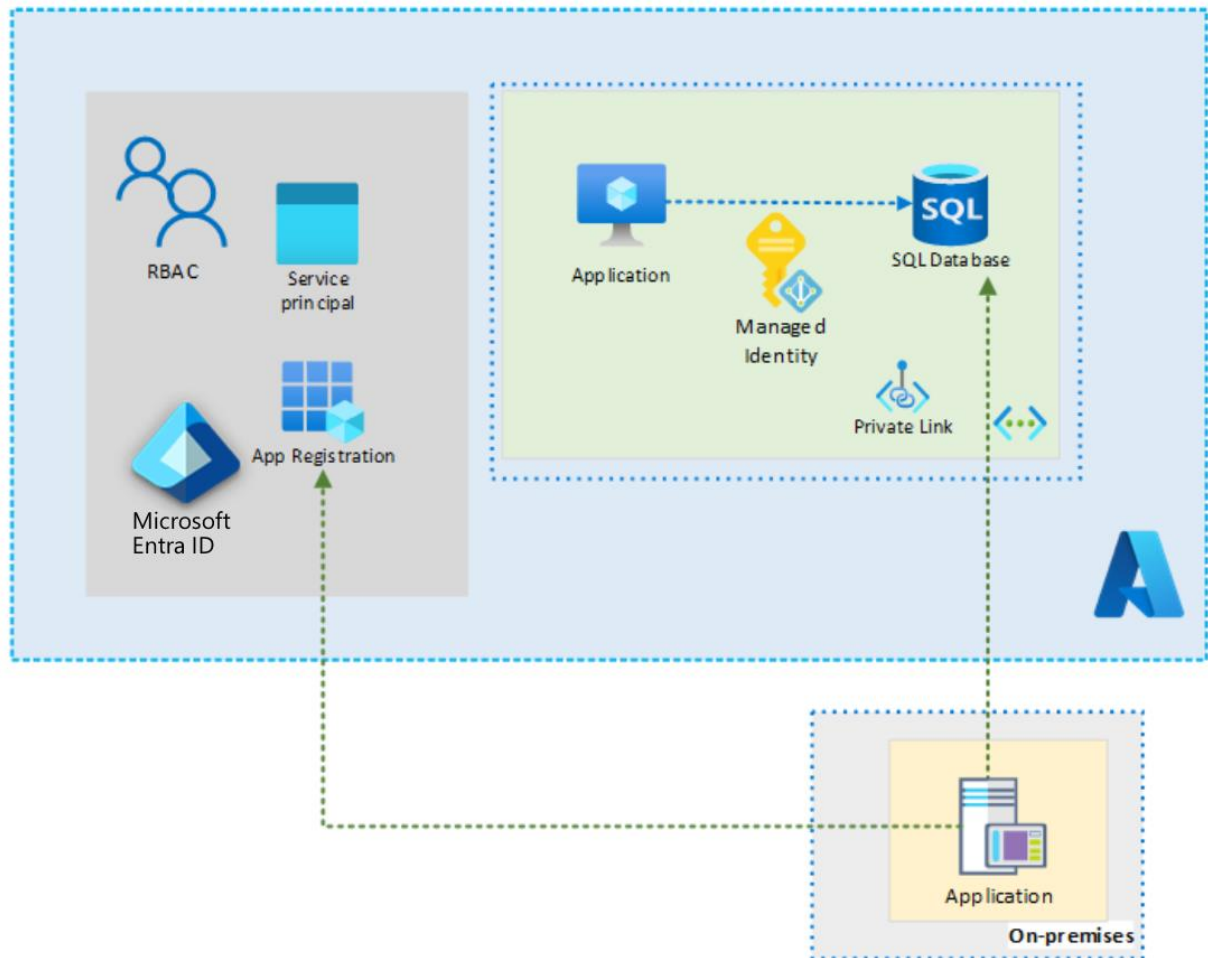 RBAC
Service
principal
App Registration
Microsoft
Entra ID
Application
SQL
SQL Database
Managed
Identity
Private Link
Application
On-premises